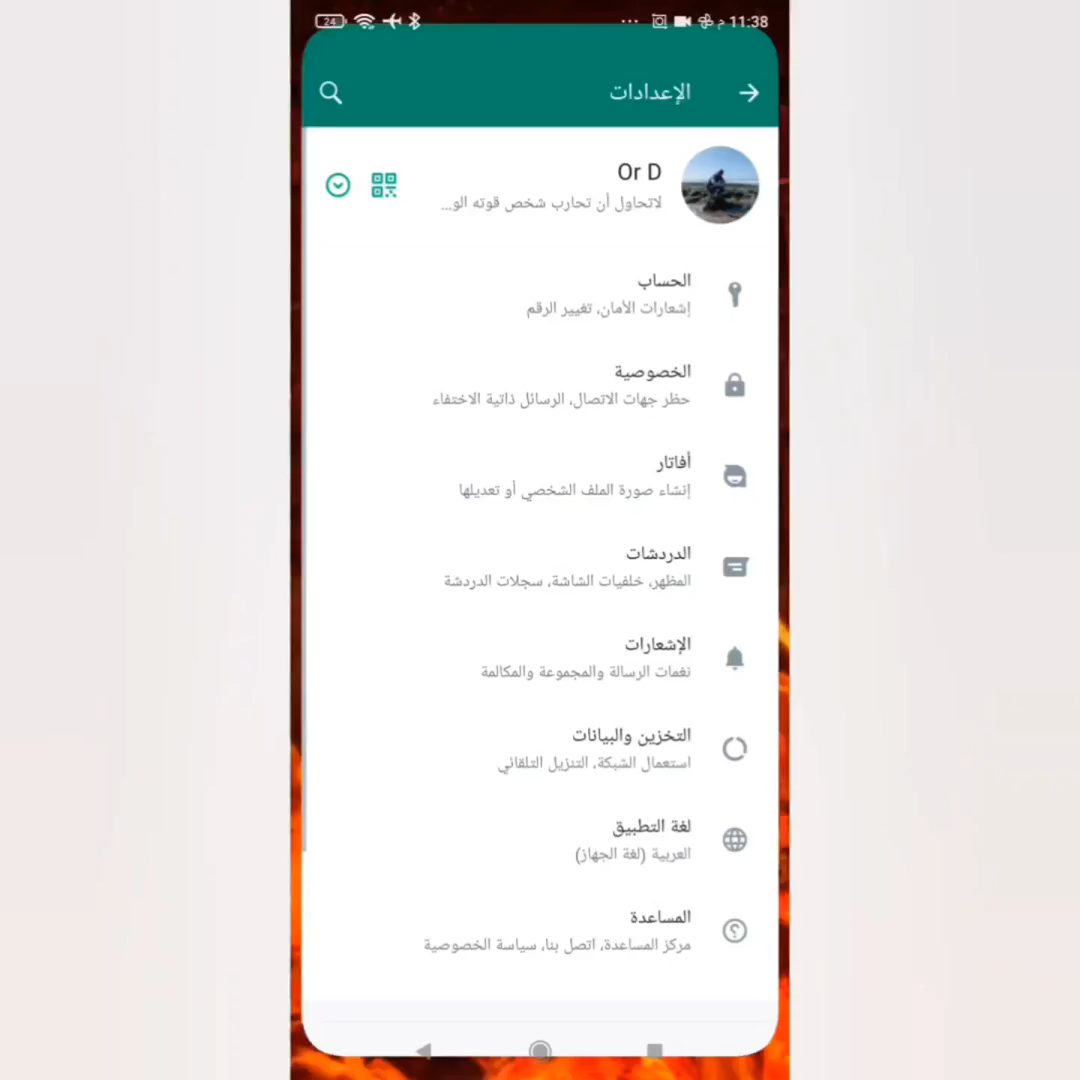 24 م 11:38
الإعدادات
Or D
لاتحاول أن تحارب شخص قوته الو...
الحساب
إشعارات الأمان، تغيير الرقم
الخصوصية
حظر جهات الاتصال، الرسائل ذاتية الاختفاء
أفاتار
إنشاء صورة الملف الشخصي أو تعديلها
الدردشات
المظهر، خلفيات الشاشة، سجلات الدردشة
الإشعارات
نغمات الرسالة والمجموعة والمكالمة
التخزين والبيانات
استعمال الشبكة، التنزيل التلقائي
لغة التطبيق
العربية (لغة الجهاز)
المساعدة
مركز المساعدة، اتصل بنا، سياسة الخصوصية